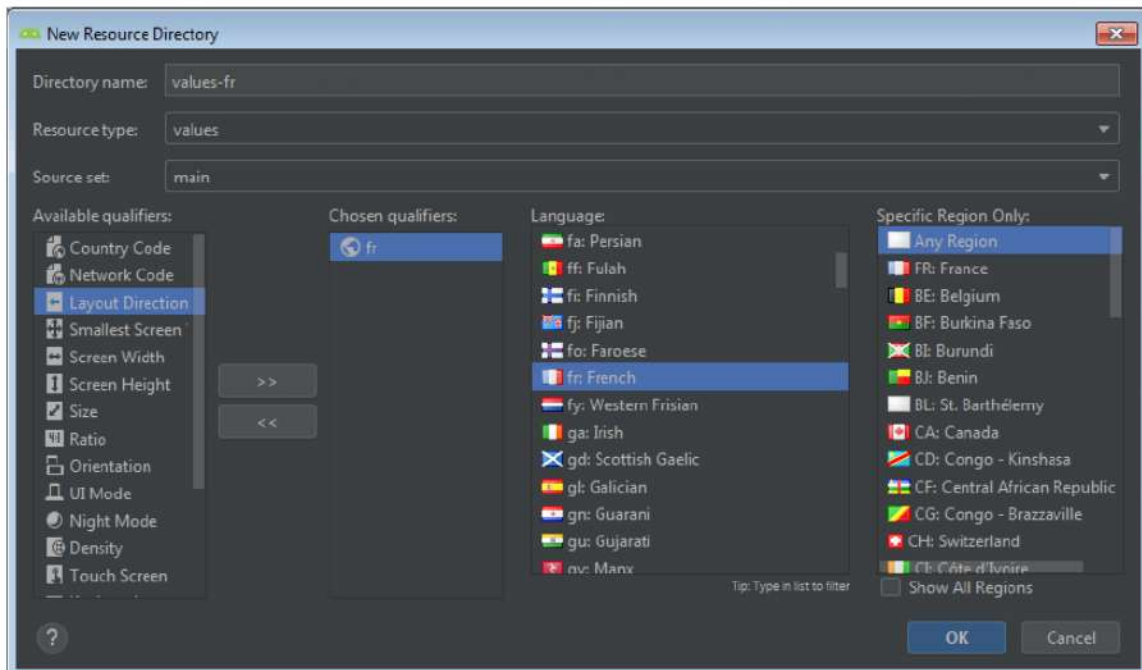 New Resource Directory
Directory name: values-fr
Resource type: values
Source set: main
Available qualifiers:
Country Code
Network Code
Layout Direction
Smallest Screen
Screen Width
Screen Height
Size
Ratio
Orientation
UI Mode
Night Mode
Density
Touch Screen
>>
<<
Chosen qualifiers:
fr
Language:
fa: Persian
ff: Fulah
fi: Finnish
fj: Fijian
fo: Faroese
fr: French
fy: Western Frisian
ga: Irish
gd: Scottish Gaelic
gl: Galician
gn: Guarani
gu: Gujarati
gv: Manx
Tip: Type in list to filter
Specific Region Only:
Any Region
FR: France
BE: Belgium
BF: Burkina Faso
BI: Burundi
BJ: Benin
BL: St. Barthélemy
CA: Canada
CD: Congo - Kinshasa
CF: Central African Republic
CG: Congo - Brazzaville
CH: Switzerland
CI: Côte d'Ivoire
Show All Regions
?
OK
Cancel